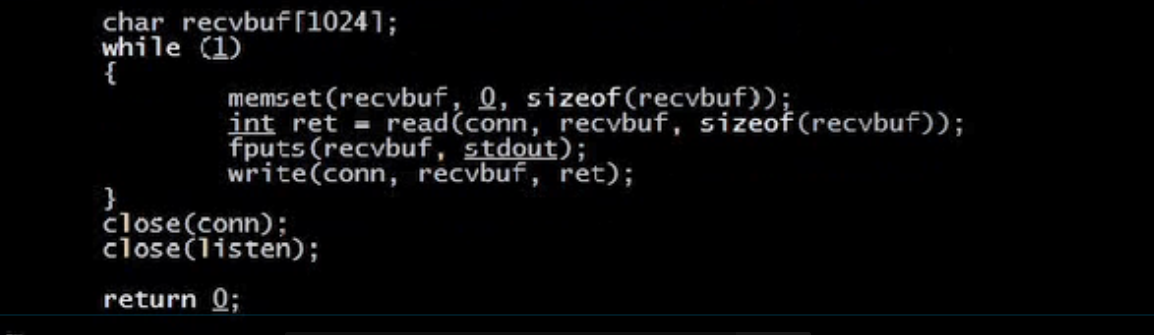 char recvbuf[1024];
while (1)
{
memset(recvbuf, 0, sizeof(recvbuf));
int ret = read(conn, recvbuf, sizeof(recvbuf));
fputs(recvbuf, stdout);
write(conn, recvbuf, ret);
}
close(conn);
close(listen);
return 0;